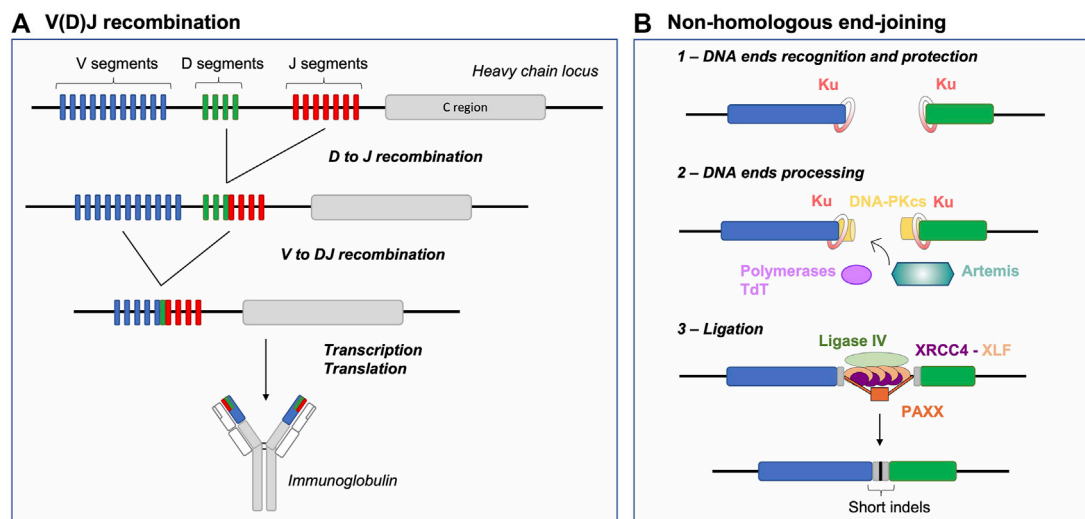 A V(D)J recombination
V segments D segments J segments
Heavy chain locus
C region
D to J recombination
V to DJ recombination
Transcription
Translation
Immunoglobulin
B Non-homologous end-joining
1 – DNA ends recognition and protection
Ku Ku
2 – DNA ends processing
Ku DNA-PKcs Ku
Polymerases
TdT
Artemis
3 – Ligation
Ligase IV
XRCC4 - XLF
PAXX
Short indels